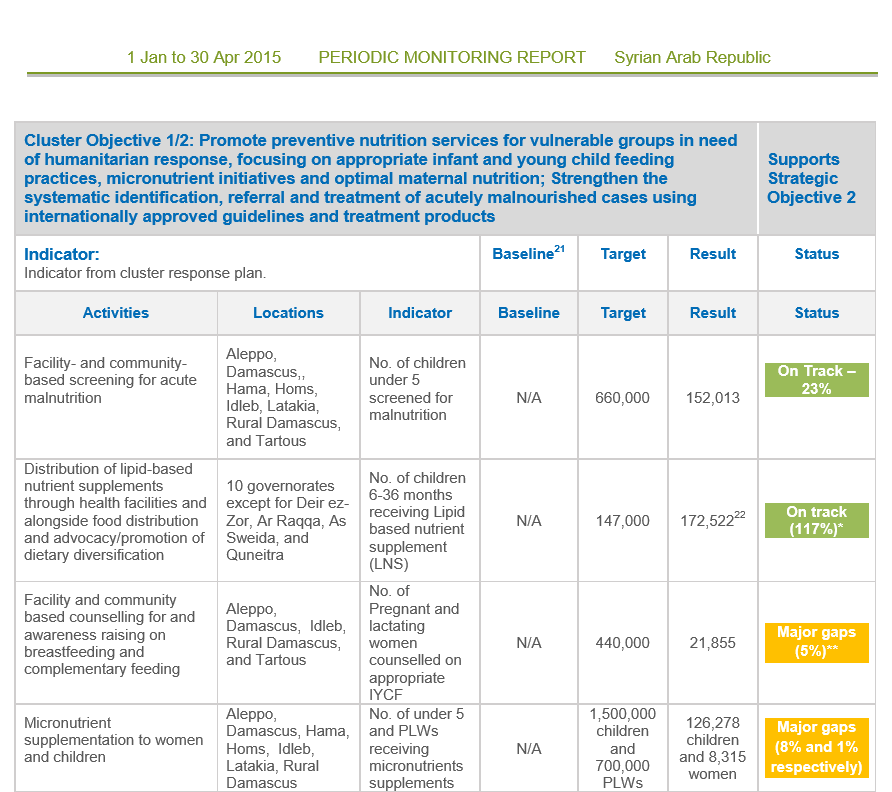 1 Jan to 30 Apr 2015 PERIODIC MONITORING REPORT Syrian Arab Republic
Cluster Objective 1/2: Promote preventive nutrition services for vulnerable groups in need
of humanitarian response, focusing on appropriate infant and young child feeding
practices, micronutrient initiatives and optimal maternal nutrition; Strengthen the
systematic identification, referral and treatment of acutely malnourished cases using
internationally approved guidelines and treatment products
Supports
Strategic
Objective 2
Indicator:
Indicator from cluster response plan.
Baseline21
Target
Result
Status
Activities
Locations
Indicator
Baseline
Target
Result
Status
Facility- and community-
based screening for acute
malnutrition
Aleppo,
Damascus,,
Hama, Homs,
Idleb, Latakia,
Rural Damascus,
and Tartous
No. of children
under 5
screened for
malnutrition
N/A
660,000
152,013
On Track –
23%
Distribution of lipid-based
nutrient supplements
through health facilities and
alongside food distribution
and advocacy/promotion of
dietary diversification
10 governorates
except for Deir ez-
Zor, Ar Raqqa, As
Sweida, and
Quneitra
No. of children
6-36 months
receiving Lipid
based nutrient
supplement
(LNS)
N/A
147,000
172,52222
On track
(117%)*
Facility and community
based counselling for and
awareness raising on
breastfeeding and
complementary feeding
Aleppo,
Damascus, Idleb,
Rural Damascus,
and Tartous
No. of
Pregnant and
lactating
women
counselled on
appropriate
IYCF
N/A
440,000
21,855
Major gaps
(5%)**
Micronutrient
supplementation to women
and children
Aleppo,
Damascus, Hama,
Homs, Idleb,
Latakia, Rural
Damascus
No. of under 5
and PLWs
receiving
micronutrients
supplements
N/A
1,500,000
children
and
700,000
PLWs
126,278
children
and 8,315
women
Major gaps
(8% and 1%
respectively)